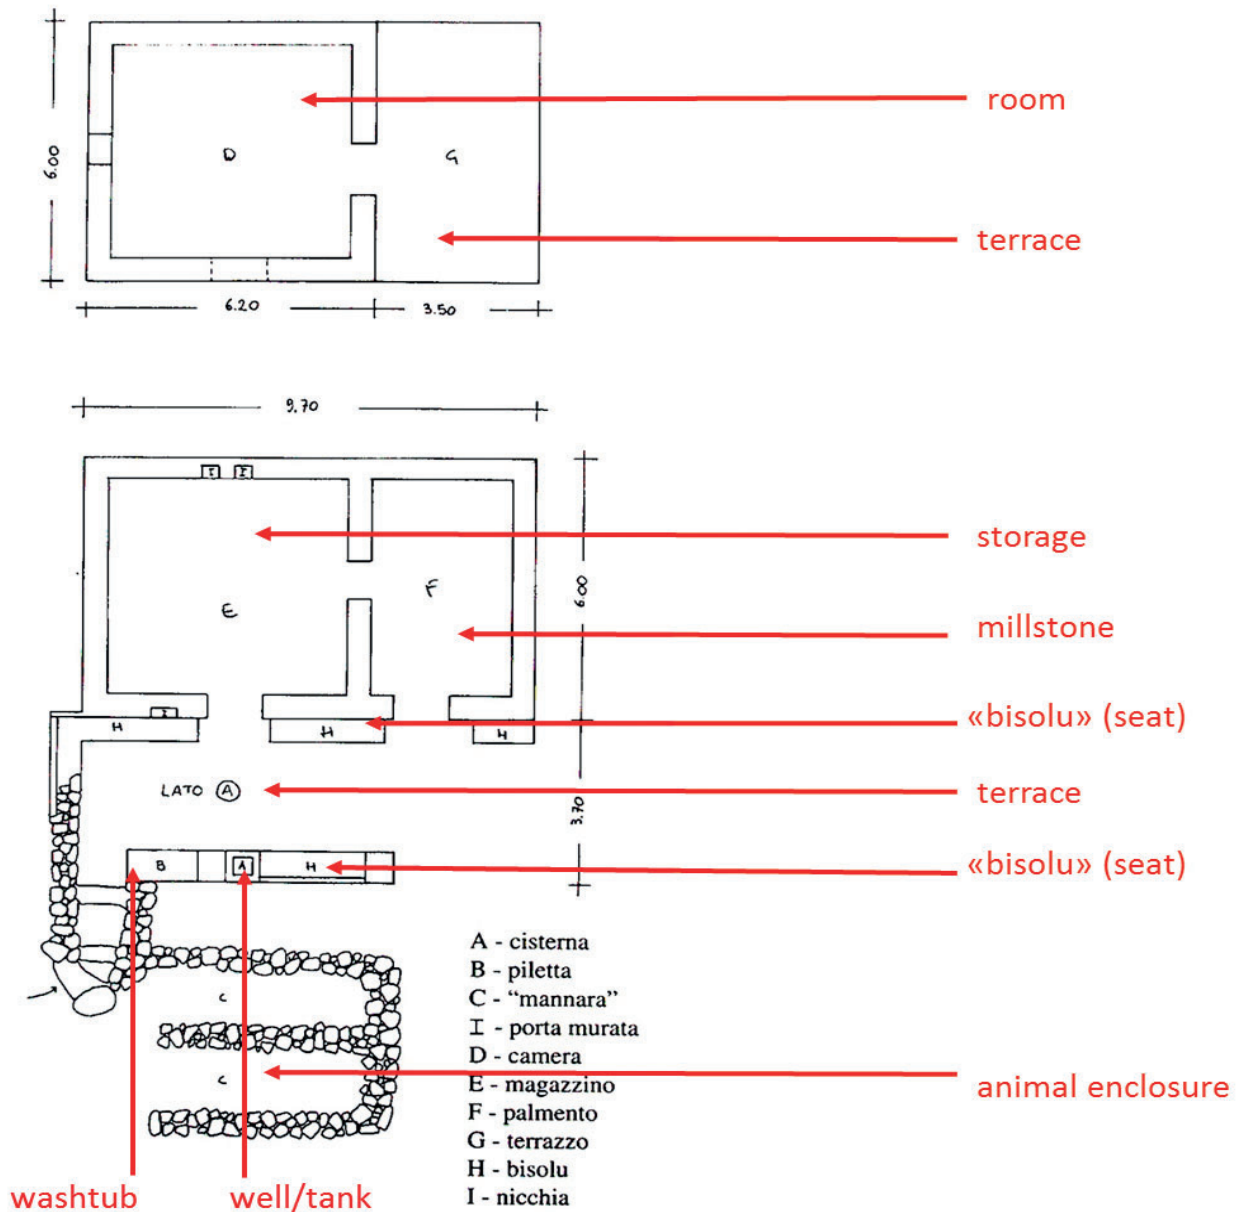 room
D
G
6.00
terrace
6.20
3.50
9.70
I
I
storage
E
F
6.00
millstone
I
H
H
H
«bisolu» (seat)
LATO A
terrace
3.70
B
A
H
«bisolu» (seat)
A - cisterna
B - piletta
C - “mannara”
I - porta murata
D - camera
E - magazzino
F - palmento
G - terrazzo
H - bisolu
I - nicchia
c
c
animal enclosure
washtub
well/tank